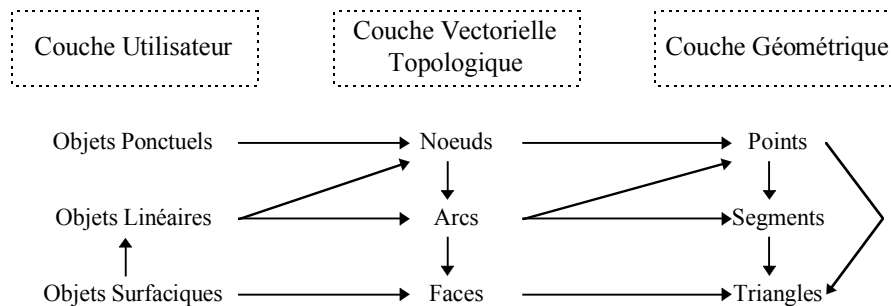 Couche Utilisateur
Couche Vectorielle
Topologique
Couche Géométrique
Objets Ponctuels
Noeuds
Points
Objets Linéaires
Arcs
Segments
Objets Surfaciques
Faces
Triangles